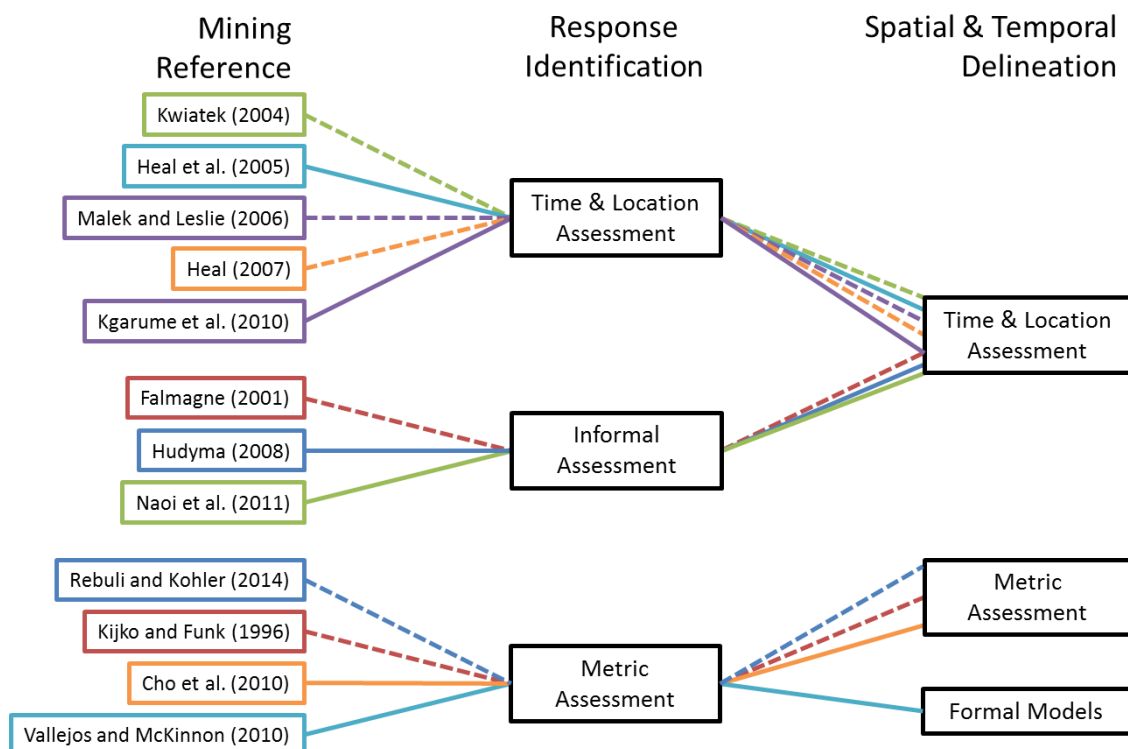 Mining
Reference
Response
Identification
Spatial & Temporal
Delineation
Kwiatek (2004)
Heal et al. (2005)
Malek and Leslie (2006)
Heal (2007)
Kgarume et al. (2010)
Time & Location
Assessment
Time & Location
Assessment
Falmagne (2001)
Hudyma (2008)
Naoi et al. (2011)
Informal
Assessment
Rebuli and Kohler (2014)
Kijko and Funk (1996)
Cho et al. (2010)
Vallejos and McKinnon (2010)
Metric
Assessment
Metric
Assessment
Formal Models